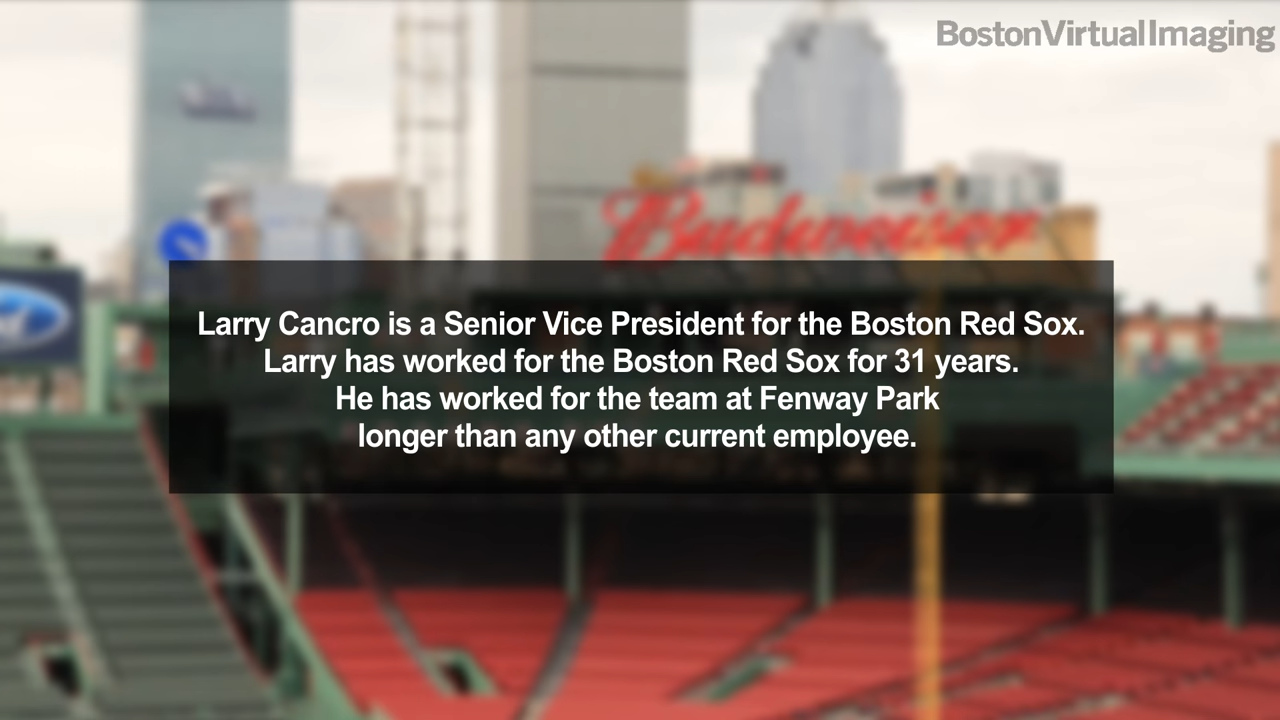 BostonVirtualImaging
Budweiser
Larry Cancro is a Senior Vice President for the Boston Red Sox.
Larry has worked for the Boston Red Sox for 31 years.
He has worked for the team at Fenway Park
longer than any other current employee.